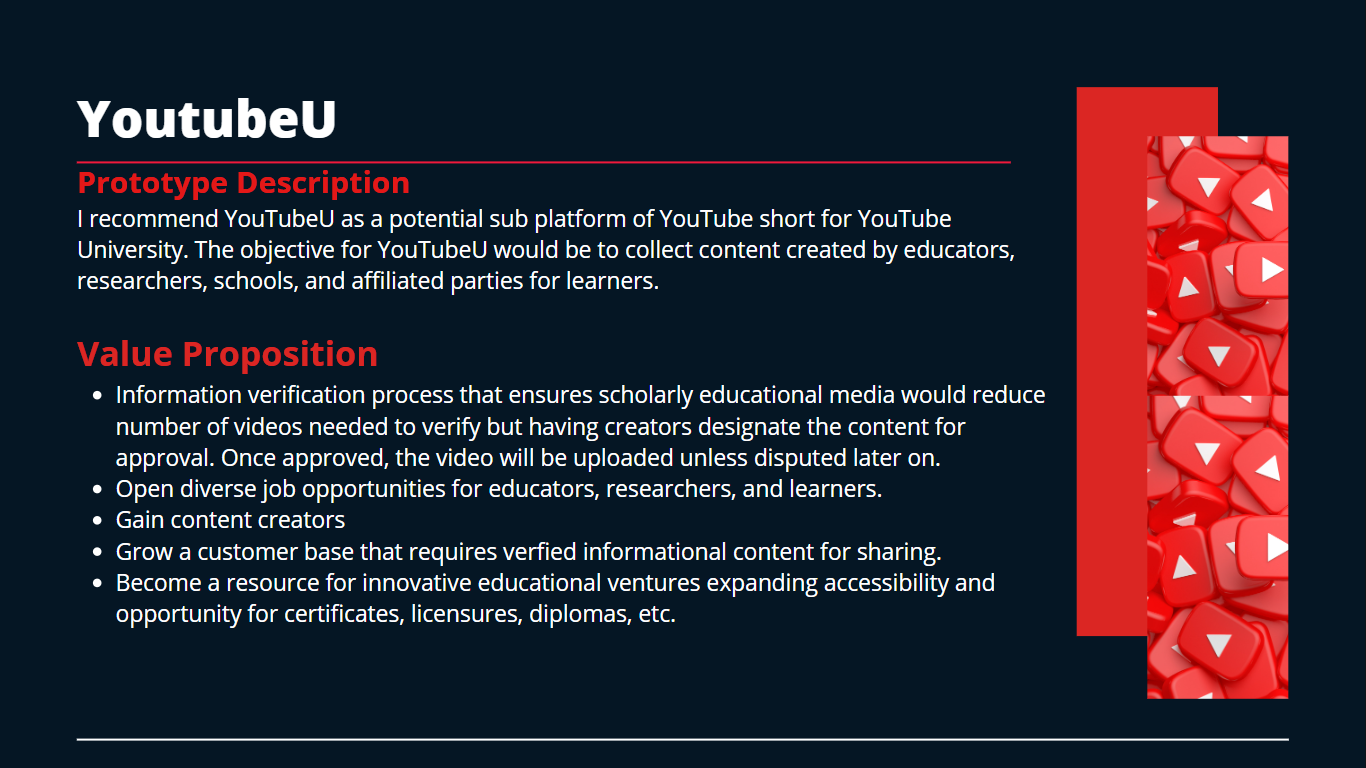 YoutubeU
Prototype Description
I recommend YouTubeU as a potential sub platform of YouTube short for YouTube
University. The objective for YouTubeU would be to collect content created by educators,
researchers, schools, and affiliated parties for learners.
Value Proposition
• Information verification process that ensures scholarly educational media would reduce
number of videos needed to verify but having creators designate the content for
approval. Once approved, the video will be uploaded unless disputed later on.
• Open diverse job opportunities for educators, researchers, and learners.
• Gain content creators
• Grow a customer base that requires verfied informational content for sharing.
• Become a resource for innovative educational ventures expanding accessibility and
opportunity for certificates, licensures, diplomas, etc.